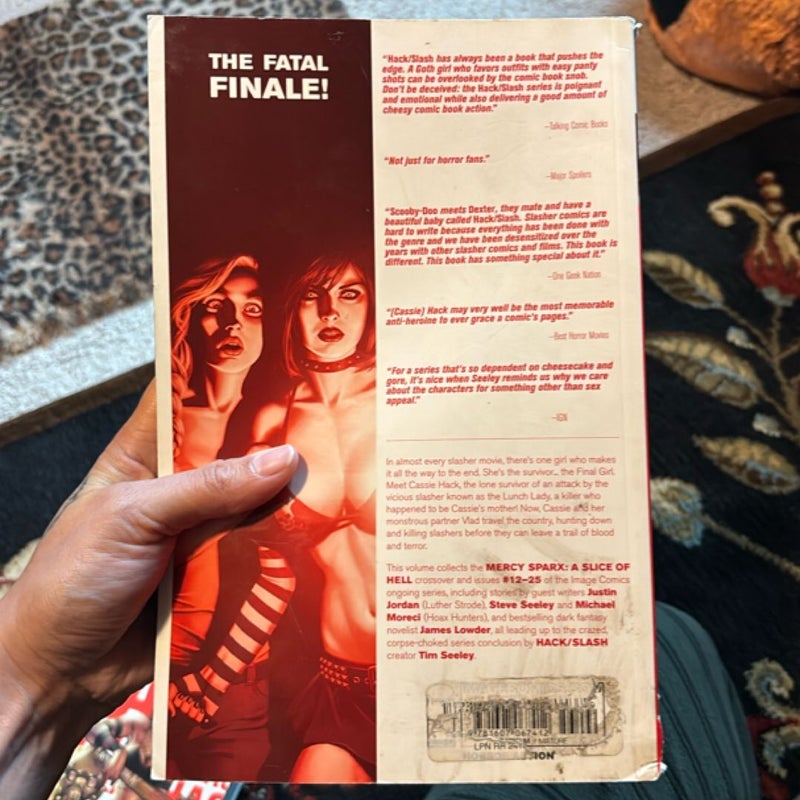 THE FATAL
FINALE!
“Hack/Slash has always been a book that pushes the
edge. A Goth girl who favors outfits with easy panty
shots can be overlooked by the comic book snob.
Don't be deceived: the Hack/Slash series is poignant
and emotional while also delivering a good amount of
cheesy comic book action.”
–Talking Comic Books
“Not just for horror fans.”
–Major Spoilers
“Scooby-Doo meets Dexter, they mate and have a
beautiful baby called Hack/Slash. Slasher comics are
hard to write because everything has been done with
the genre and we have been desensitized over the
years with other slasher comics and films. This book is
different. This book has something special about it.”
–One Geek Nation
“(Cassie) Hack may very well be the most memorable
anti-heroine to ever grace a comic's pages.”
–Best Horror Movies
“For a series that's so dependent on cheesecake and
gore, it's nice when Seeley reminds us why we care
about the characters for something other than sex
appeal.”
–IGN
In almost every slasher movie, there's one girl who makes
it all the way to the end. She's the survivor... the Final Girl.
Meet Cassie Hack, the lone survivor of an attack by the
vicious slasher known as the Lunch Lady, a killer who
happened to be Cassie's mother! Now, Cassie and her
monstrous partner Vlad travel the country, hunting down
and killing slashers before they can leave a trail of blood
and terror.
This volume collects the MERCY SPARX: A SLICE OF
HELL crossover and issues #12–25 of the Image Comics
ongoing series, including stories by guest writers Justin
Jordan (Luther Strode), Steve Seeley and Michael
Moreci (Hoax Hunters), and bestselling dark fantasy
novelist James Lowder, all leading up to the crazed,
corpse-choked series conclusion by HACK/SLASH
creator Tim Seeley.
9 781607 067412
LPN RR